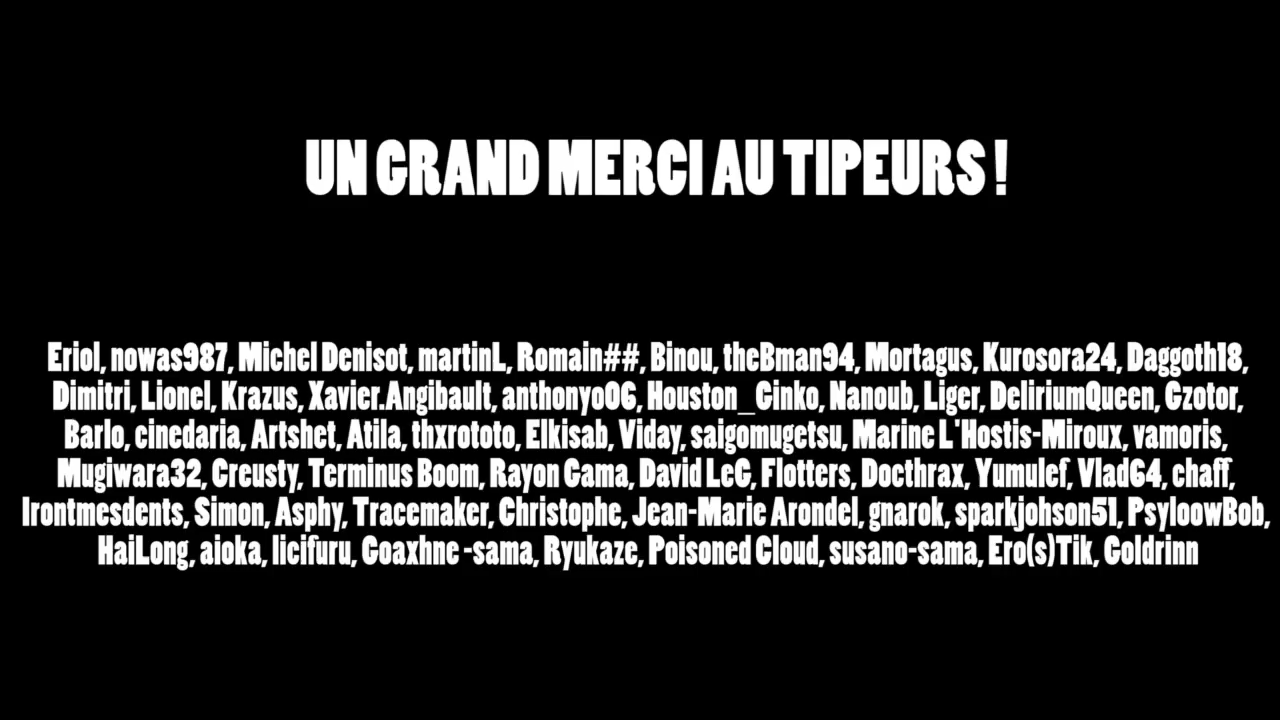 UN GRAND MERCI AU TIPEURS !
Eriol, nowas987, Michel Denisot, martinL, Romain##, Binou, theBman94, Mortagus, Kurosora24, Daggoth18,
Dimitri, Lionel, Krazus, Xavier.Angibault, anthonyo06, Houston_Ginko, Nanoub, Liger, DeliriumQueen, Gzotor,
Barlo, cinedaria, Artshet, Atila, thxrototo, Elkisab, Viday, saigomugetsu, Marine L'Hostis-Miroux, vamoris,
Mugiwara32, Creusty, Terminus Boom, Rayon Gama, David LeG, Flotters, Docthrax, Yumulef, Vlad64, chaff,
Irontmesdents, Simon, Asphy, Tracemaker, Christophe, Jean-Marie Arondel, gnarok, sparkjohson51, PsyloowBob,
HaiLong, aioka, licifuru, Goaxhne -sama, Ryukaze, Poisoned Cloud, susano-sama, Ero(s)Tik, Goldrinn